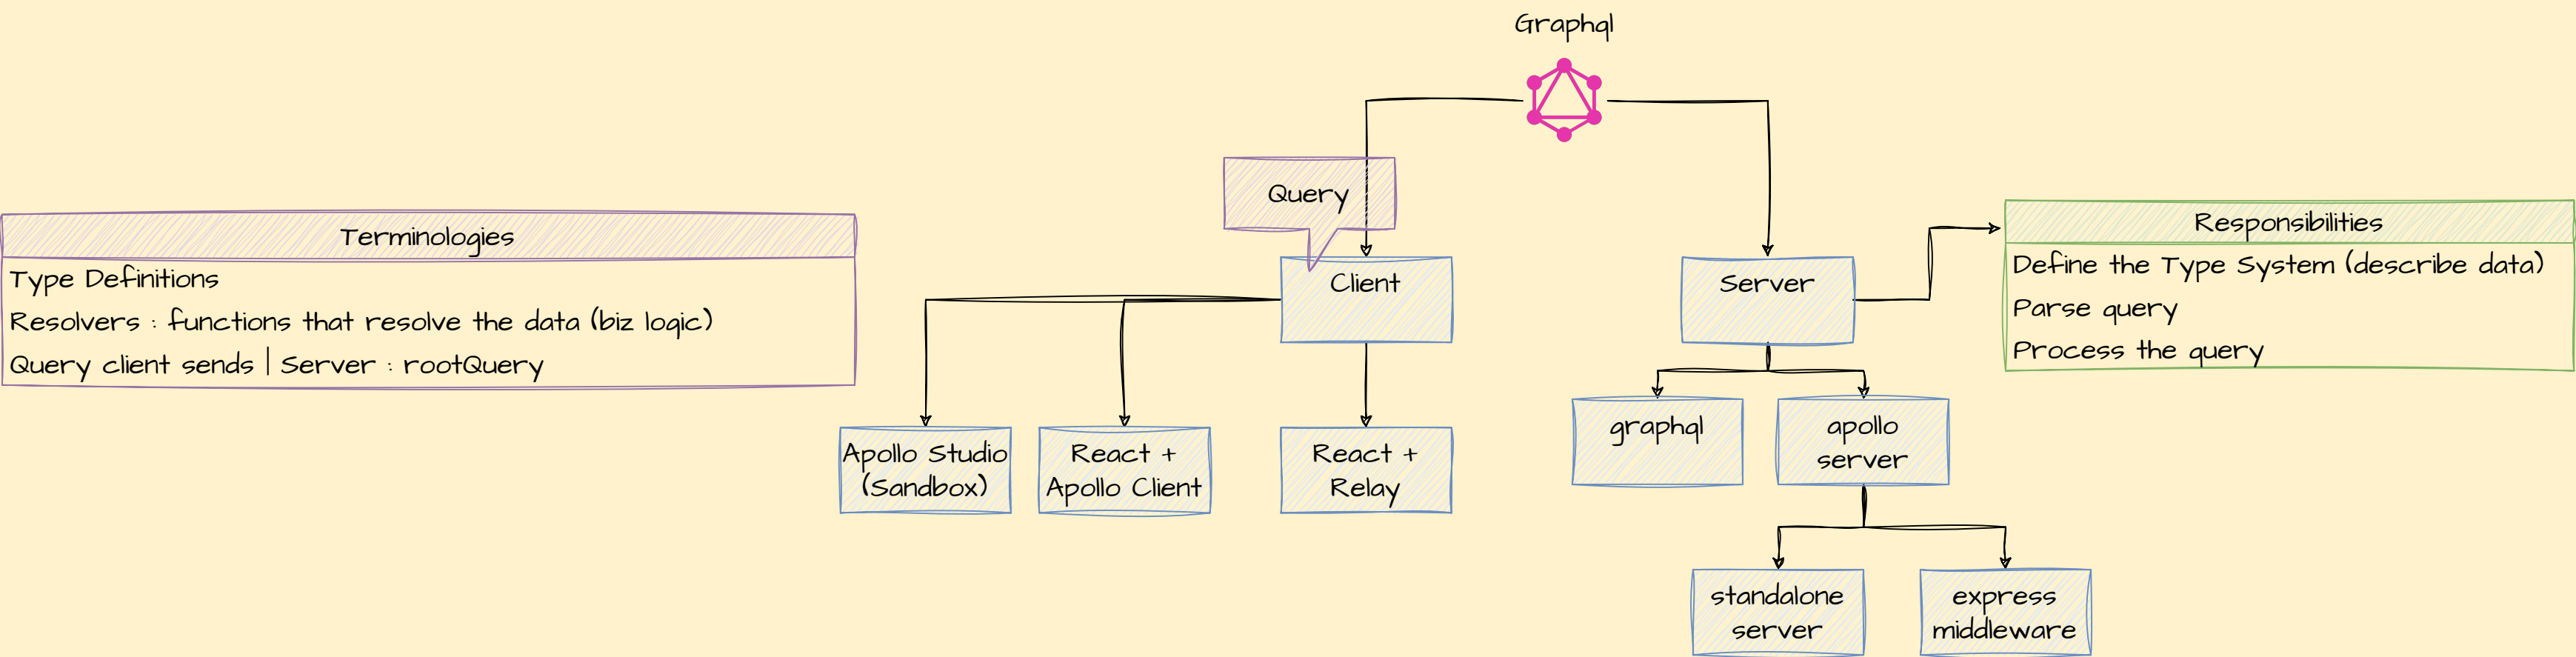 Graphql
Query
Terminologies
Type Definitions
Resolvers : functions that resolve the data (biz logic)
Query client sends | Server : rootQuery
Client
Server
Responsibilities
Define the Type System (describe data)
Parse query
Process the query
Apollo Studio
(Sandbox)
React +
Apollo Client
React +
Relay
graphql
apollo
server
standalone
server
express
middleware